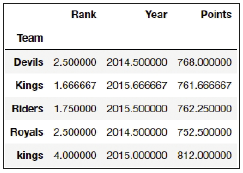 Rank Year Points
Team
Devils 2.500000 2014.500000 768.000000
Kings 1.666667 2015.666667 761.666667
Riders 1.750000 2015.500000 762.250000
Royals 2.500000 2014.500000 752.500000
kings 4.000000 2015.000000 812.000000